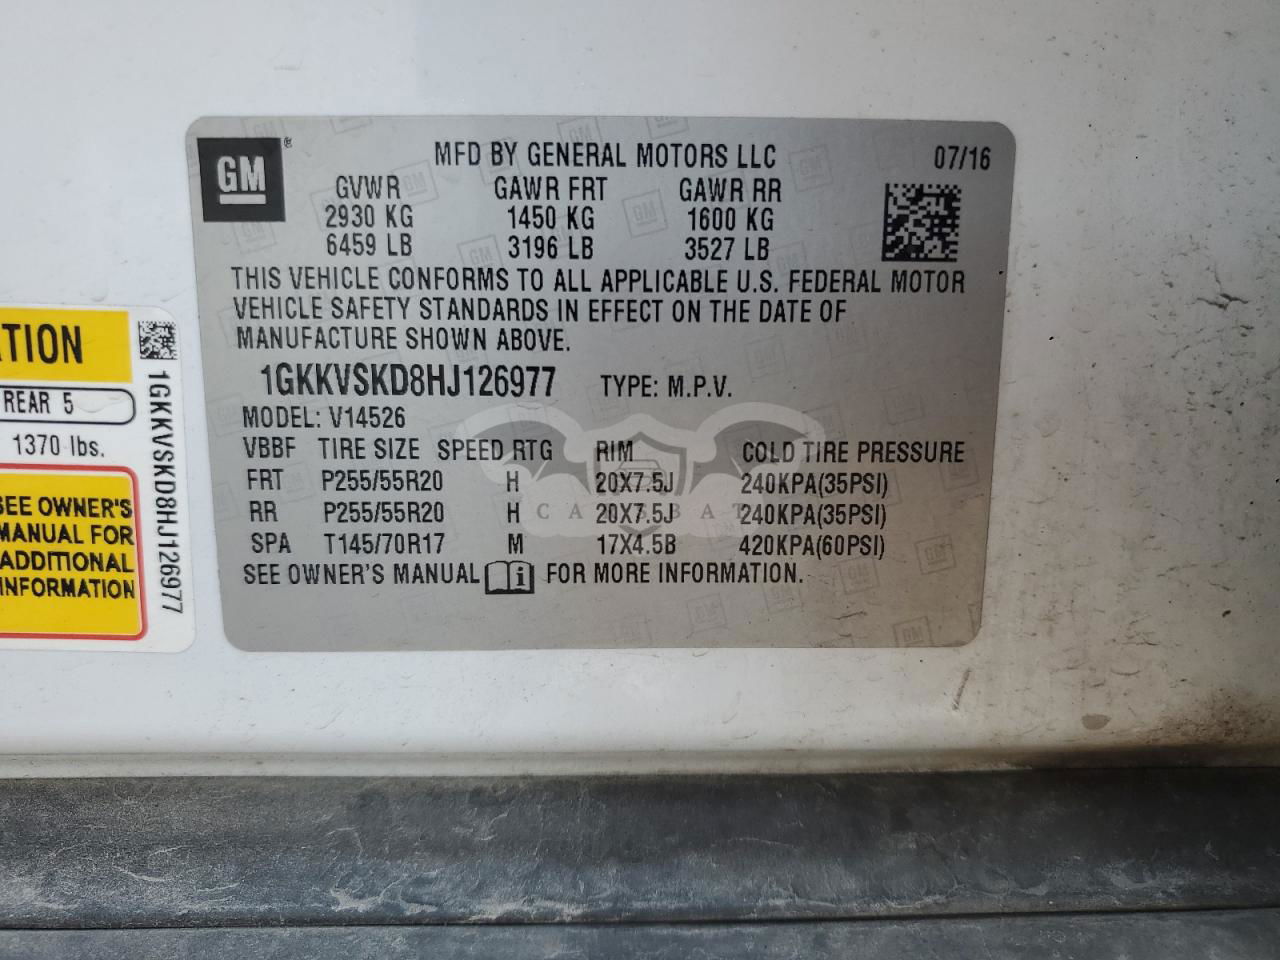 GM ®
MFD BY GENERAL MOTORS LLC 07/16
GVWR GAWR FRT GAWR RR
2930 KG 1450 KG 1600 KG
6459 LB 3196 LB 3527 LB
THIS VEHICLE CONFORMS TO ALL APPLICABLE U.S. FEDERAL MOTOR
VEHICLE SAFETY STANDARDS IN EFFECT ON THE DATE OF
MANUFACTURE SHOWN ABOVE.
1GKKVSKD8HJ126977 TYPE: M.P.V.
MODEL: V14526
VBBF TIRE SIZE SPEED RTG RIM COLD TIRE PRESSURE
FRT P255/55R20 H 20X7.5J 240KPA(35PSI)
RR P255/55R20 H 20X7.5J 240KPA(35PSI)
SPA T145/70R17 M 17X4.5B 420KPA(60PSI)
SEE OWNER'S MANUAL i FOR MORE INFORMATION.
REAR 5
1370 lbs.
SEE OWNER'S
MANUAL FOR
ADDITIONAL
INFORMATION
1GKKVSKD8HJ126977